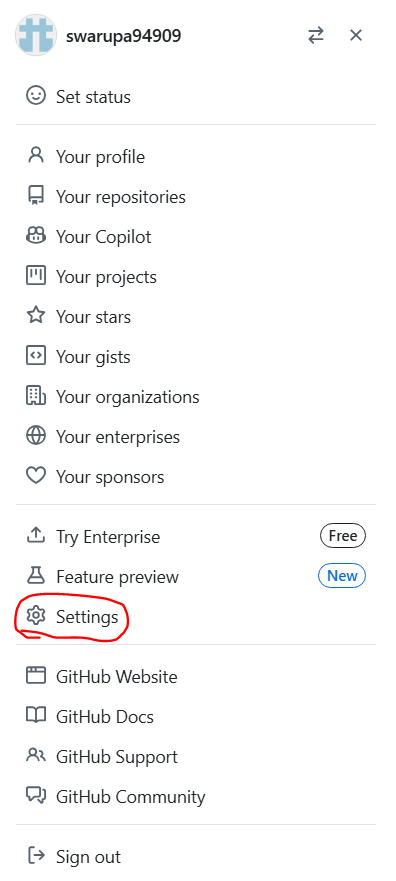 swarupa94909
Set status
Your profile
Your repositories
Your Copilot
Your projects
Your stars
Your gists
Your organizations
Your enterprises
Your sponsors
Try Enterprise Free
Feature preview New
Settings
GitHub Website
GitHub Docs
GitHub Support
GitHub Community
Sign out